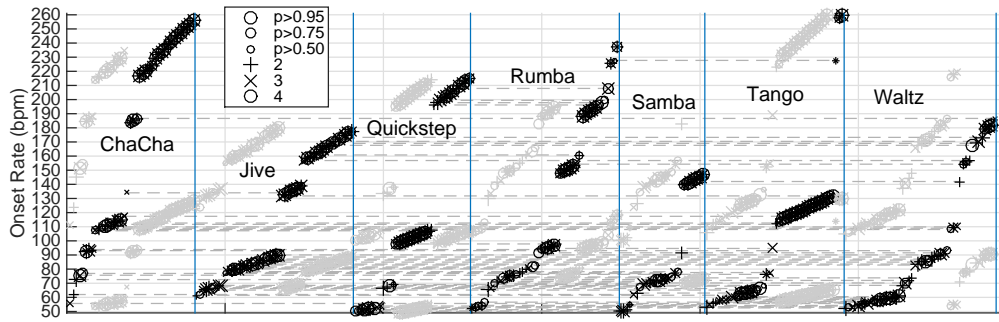 260
250
240
230
220
210
200
190
180
170
160
150
140
130
120
110
100
90
80
70
60
50
Onset Rate (bpm)
p>0.95
p>0.75
p>0.50
2
3
4
ChaCha
Jive
Quickstep
Rumba
Samba
Tango
Waltz